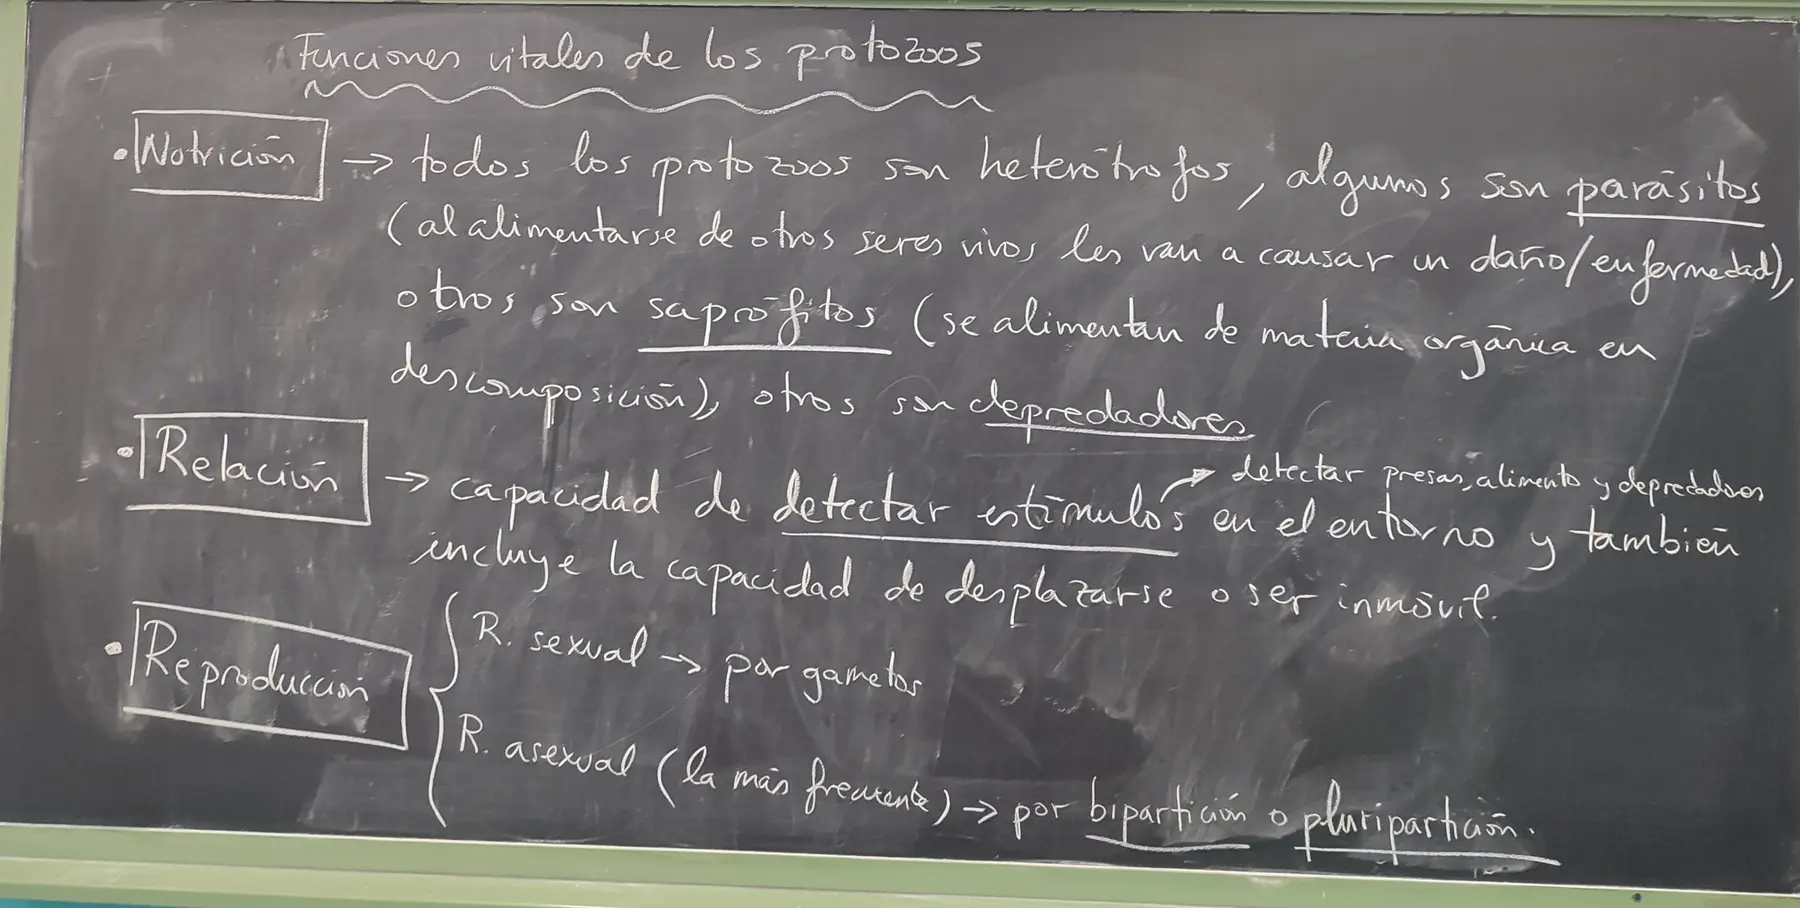 Funciones vitales de los protozoos
• Nutrición → todos los protozoos son heterótrofos, algunos son parásitos
(al alimentarse de otros seres vivos les van a causar un daño/enfermedad),
otros son saprófitos (se alimentan de materia orgánica en
descomposición), otros son depredadores
→ detectar presas, alimento y depredadores
• Relación → capacidad de detectar estímulos en el entorno y también
incluye la capacidad de desplazarse o ser inmóvil.
• Reproducción { R. sexual → por gametos
R. asexual (la más frecuente) → por bipartición o pluripartición.